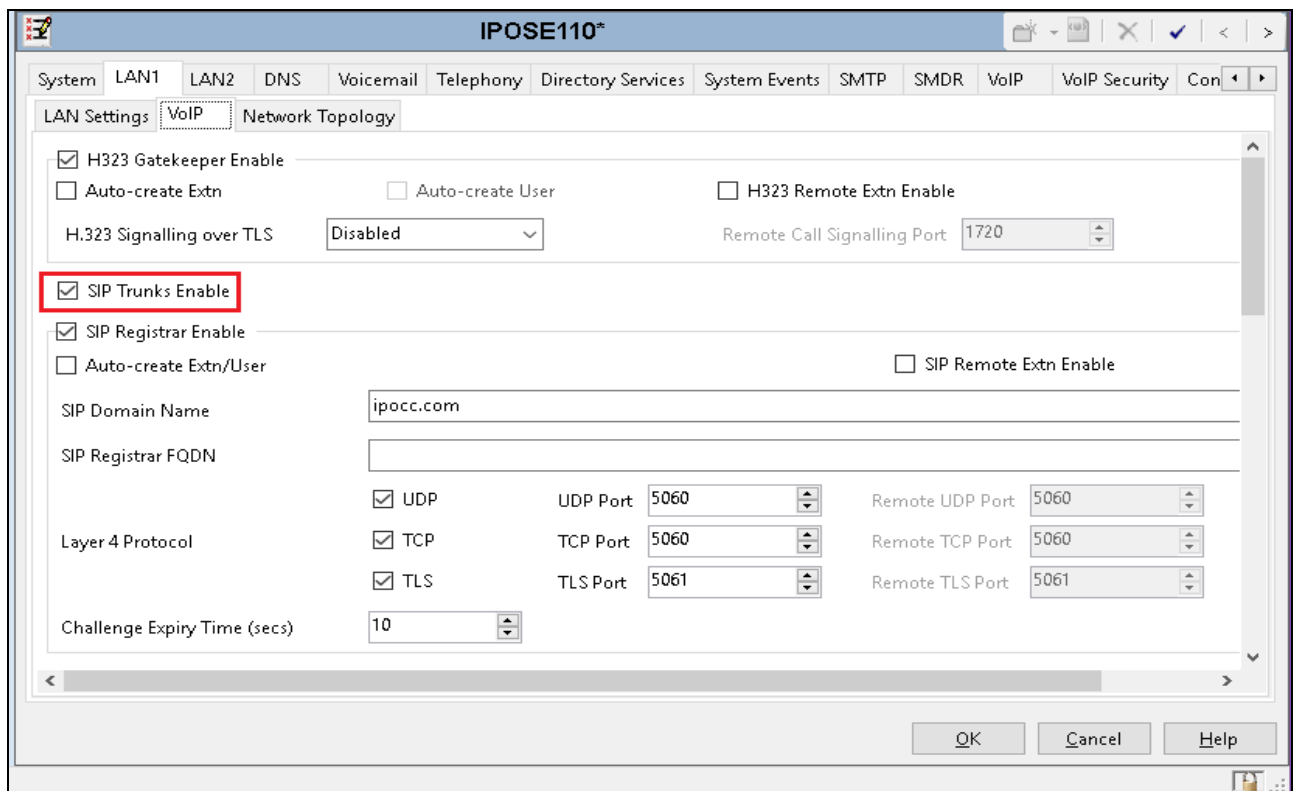 IPOSE110*
System LAN1 LAN2 DNS Voicemail Telephony Directory Services System Events SMTP SMDR VoIP VoIP Security Con
LAN Settings VoIP Network Topology
H323 Gatekeeper Enable
Auto-create Extn Auto-create User H323 Remote Extn Enable
H.323 Signalling over TLS Disabled Remote Call Signalling Port 1720
SIP Trunks Enable
SIP Registrar Enable
Auto-create Extn/User SIP Remote Extn Enable
SIP Domain Name ipocc.com
SIP Registrar FQDN
UDP UDP Port 5060 Remote UDP Port 5060
Layer 4 Protocol TCP TCP Port 5060 Remote TCP Port 5060
TLS TLS Port 5061 Remote TLS Port 5061
Challenge Expiry Time (secs) 10
OK Cancel Help